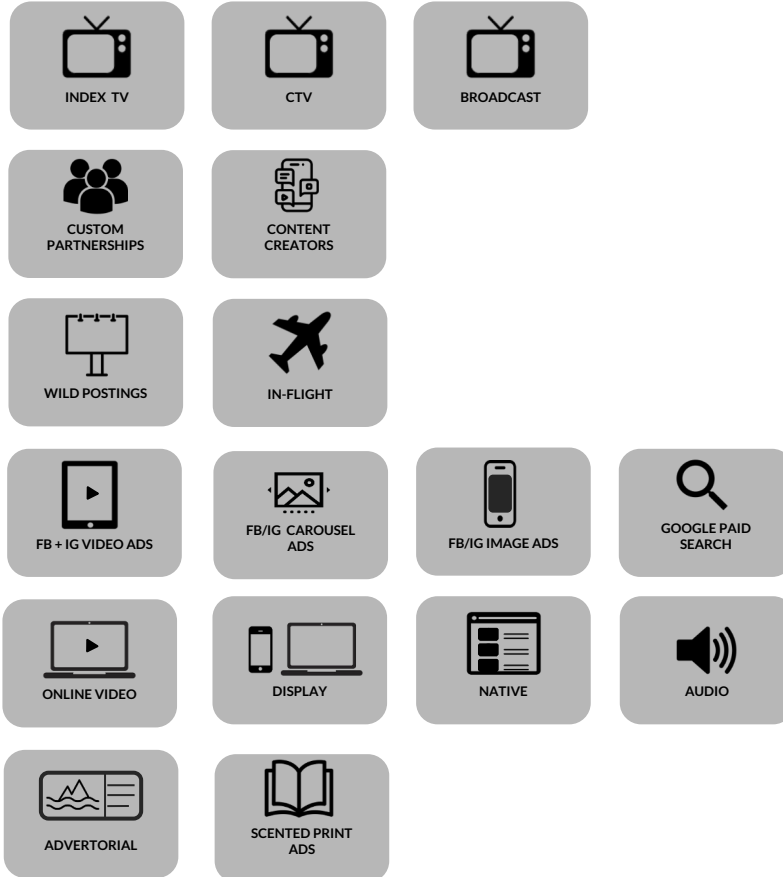 INDEX TV
CTV
BROADCAST
CUSTOM
PARTNERSHIPS
CONTENT
CREATORS
WILD POSTINGS
IN-FLIGHT
FB + IG VIDEO ADS
FB/IG CAROUSEL
ADS
FB/IG IMAGE ADS
GOOGLE PAID
SEARCH
ONLINE VIDEO
DISPLAY
NATIVE
AUDIO
ADVERTORIAL
SCENTED PRINT
ADS